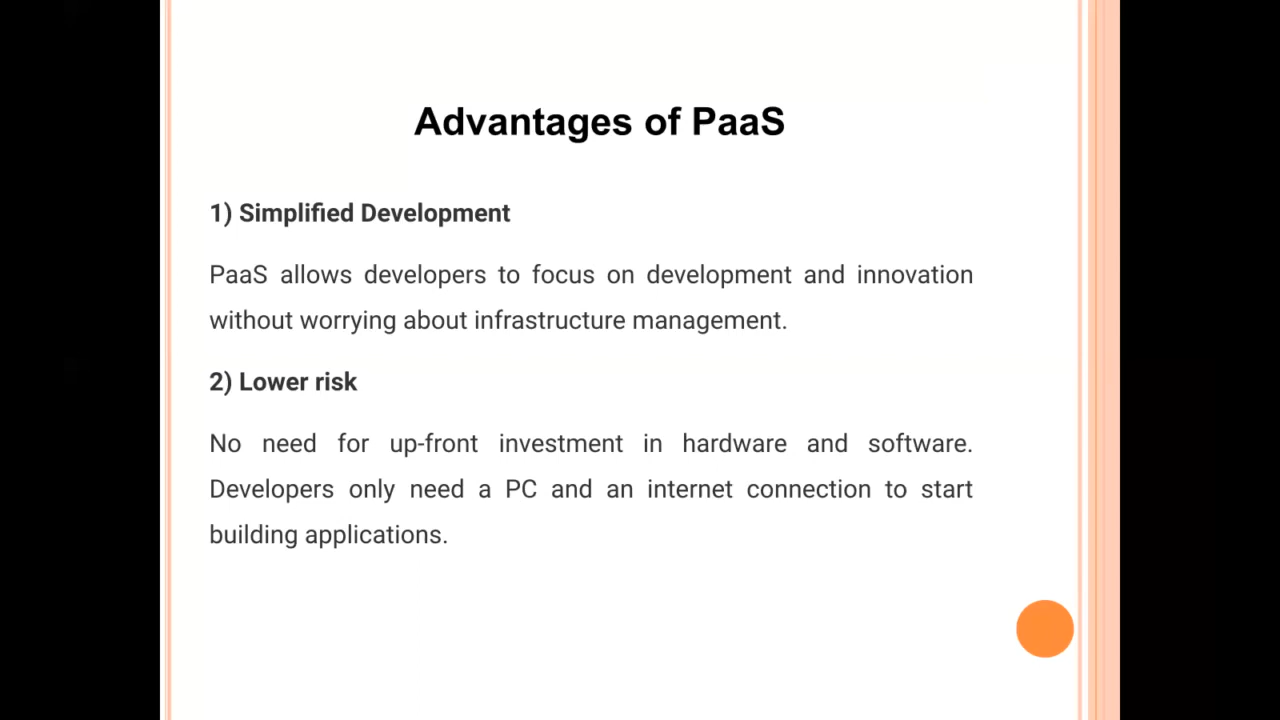 Advantages of PaaS
1) Simplified Development
PaaS allows developers to focus on development and innovation
without worrying about infrastructure management.
2) Lower risk
No need for up-front investment in hardware and software.
Developers only need a PC and an internet connection to start
building applications.